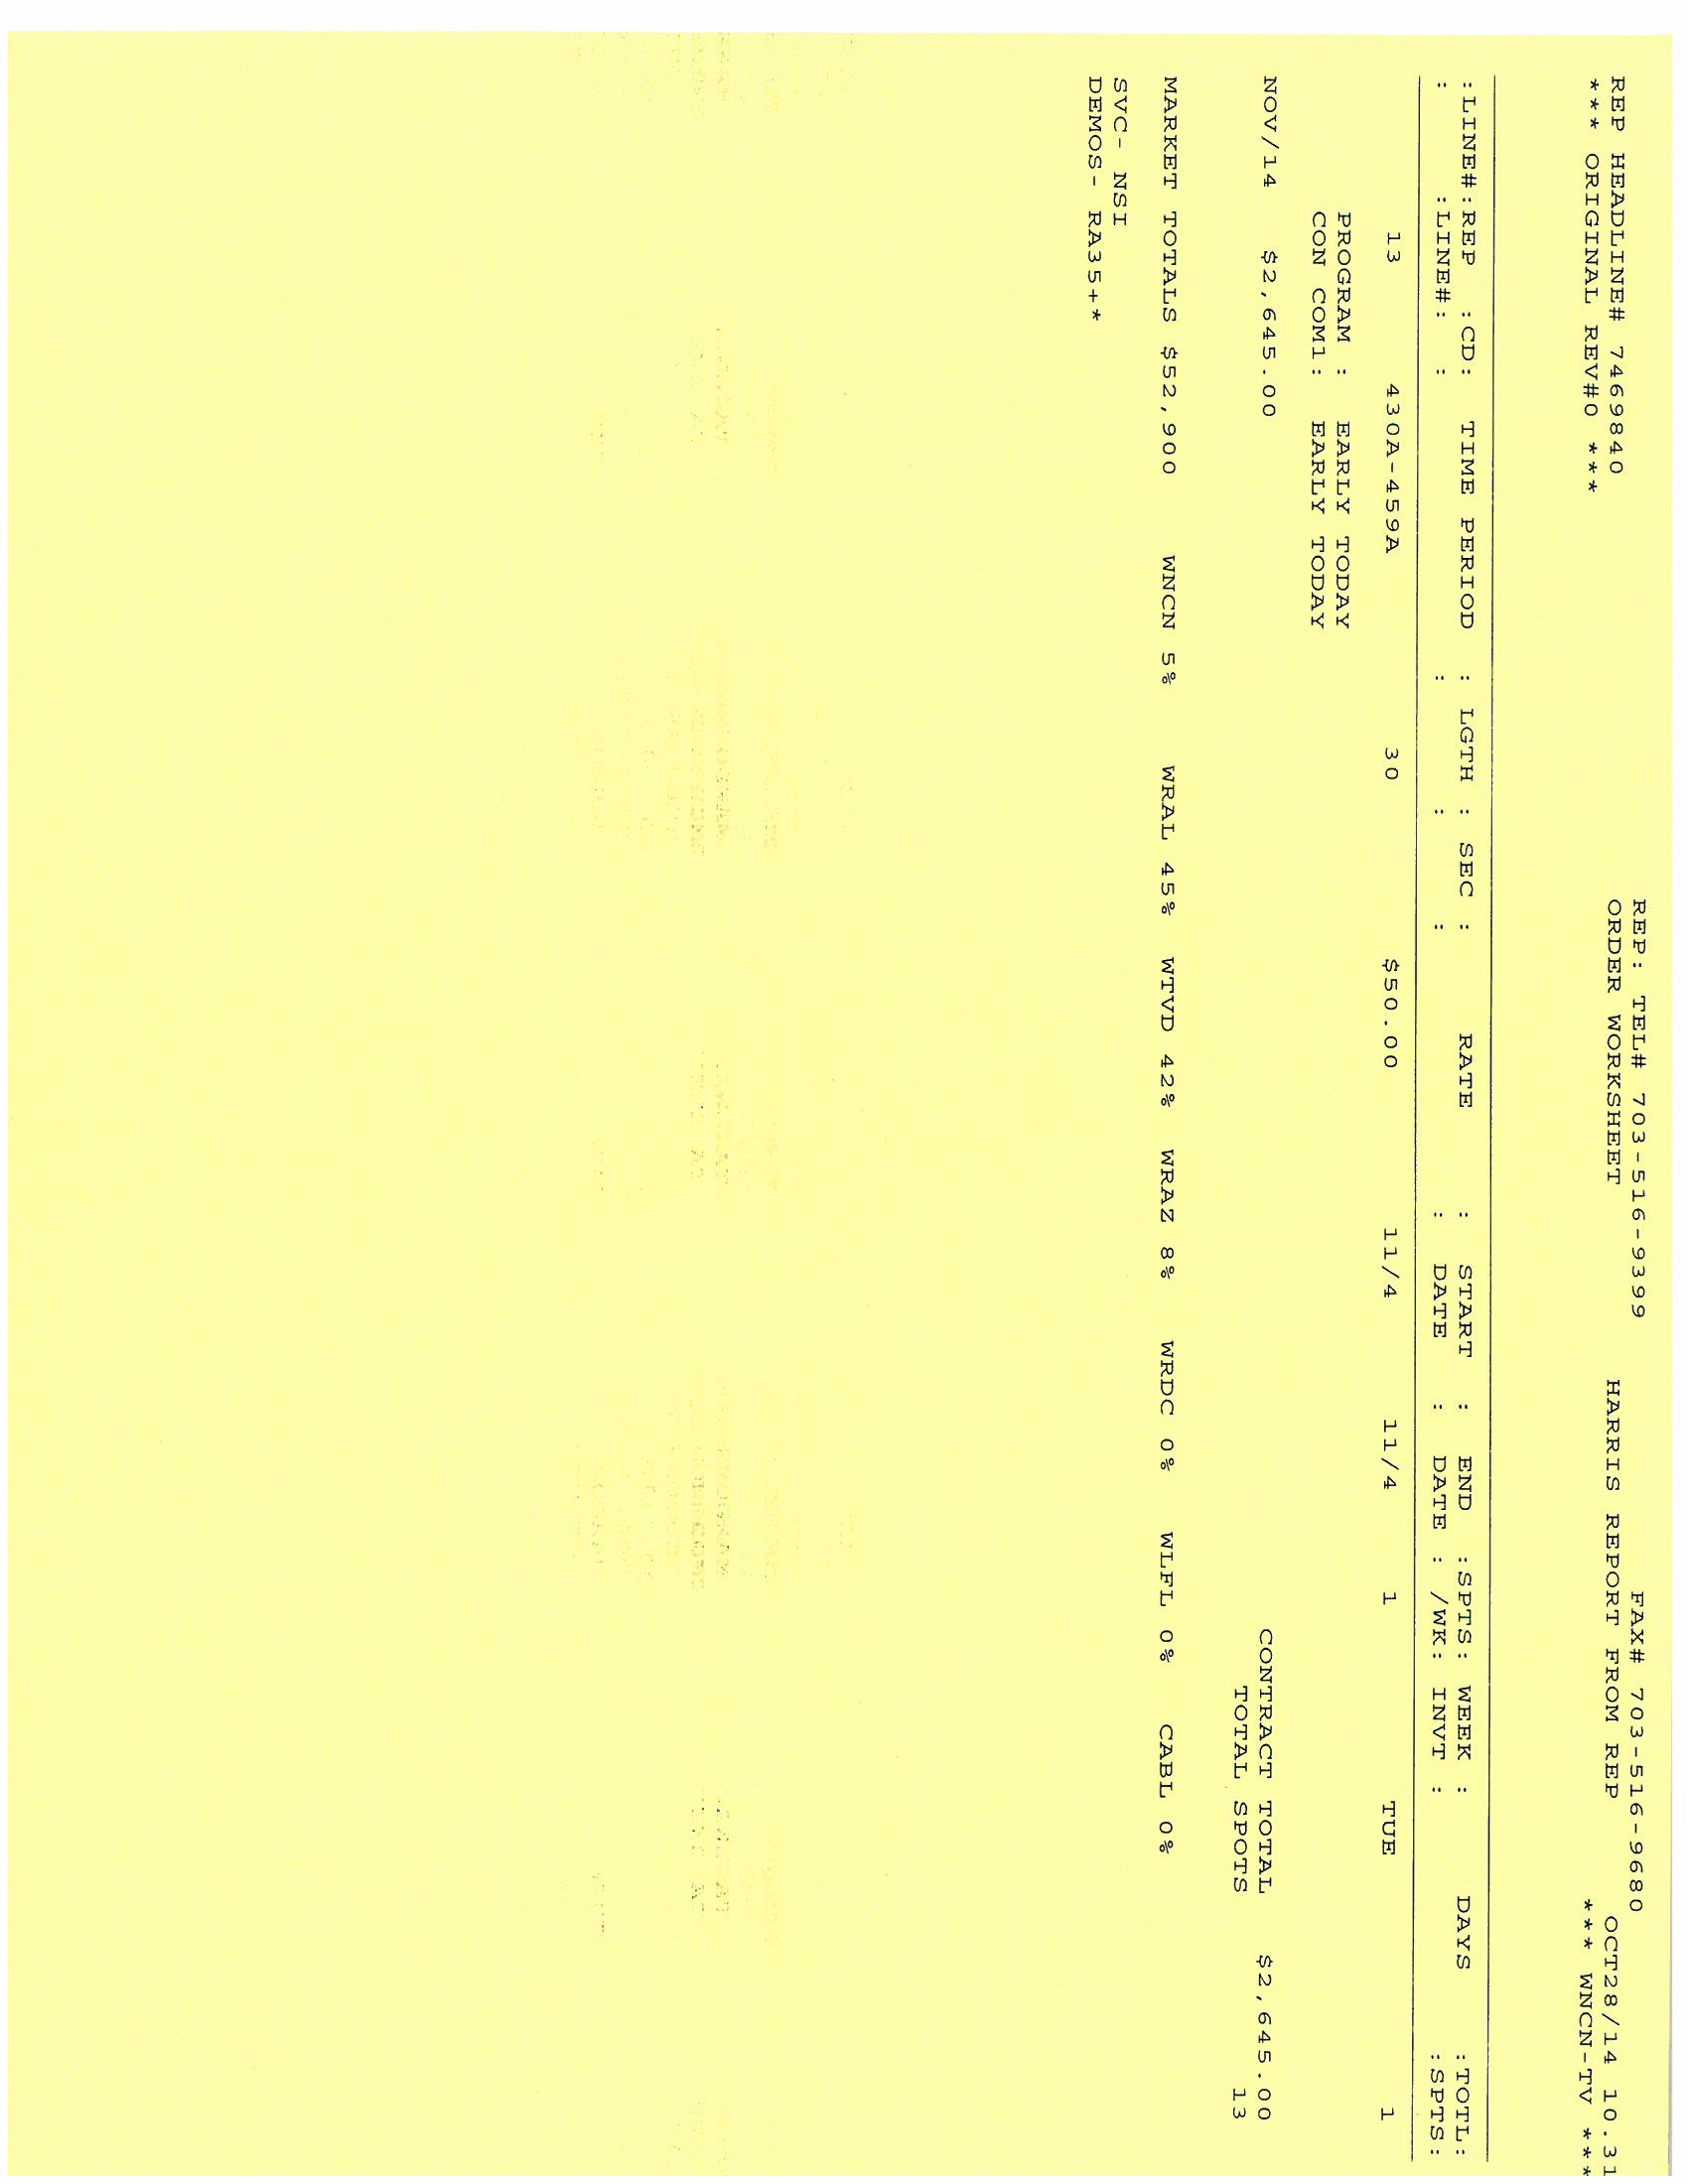 REP: TEL# 703-516-9399 FAX# 703-516-9680
REP HEADLINE# 7469840 ORDER WORKSHEET HARRIS REPORT FROM REP OCT28/14 10.31
*** ORIGINAL REV#0 *** *** WNCN-TV ***
:LINE#:REP :CD: TIME PERIOD : LGTH : SEC : RATE : START : END :SPTS: WEEK : DAYS :TOTL:
: :LINE#: : : : : : DATE : DATE : /WK: INVT : :SPTS:
13 430A-459A 30 $50.00 11/4 11/4 1 TUE 1
PROGRAM : EARLY TODAY
CON COM1: EARLY TODAY
NOV/14 $2,645.00 CONTRACT TOTAL $2,645.00
TOTAL SPOTS 13
MARKET TOTALS $52,900 WNCN 5% WRAL 45% WTVD 42% WRAZ 8% WRDC 0% WLFL 0% CABL 0%
SVC- NSI
DEMOS- RA35+*